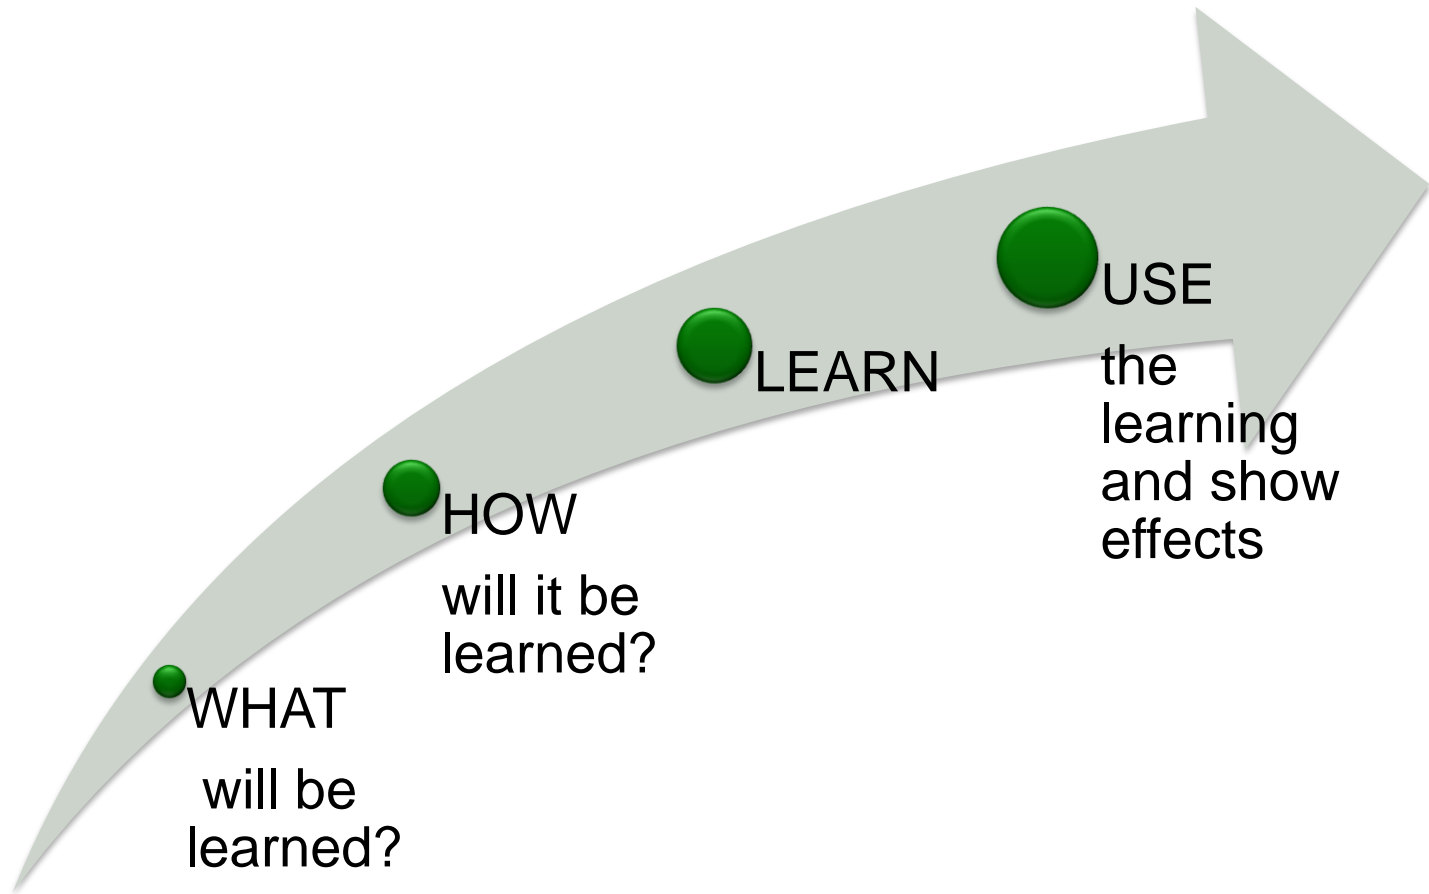 WHAT
will be
learned?
HOW
will it be
learned?
LEARN
USE
the
learning
and show
effects